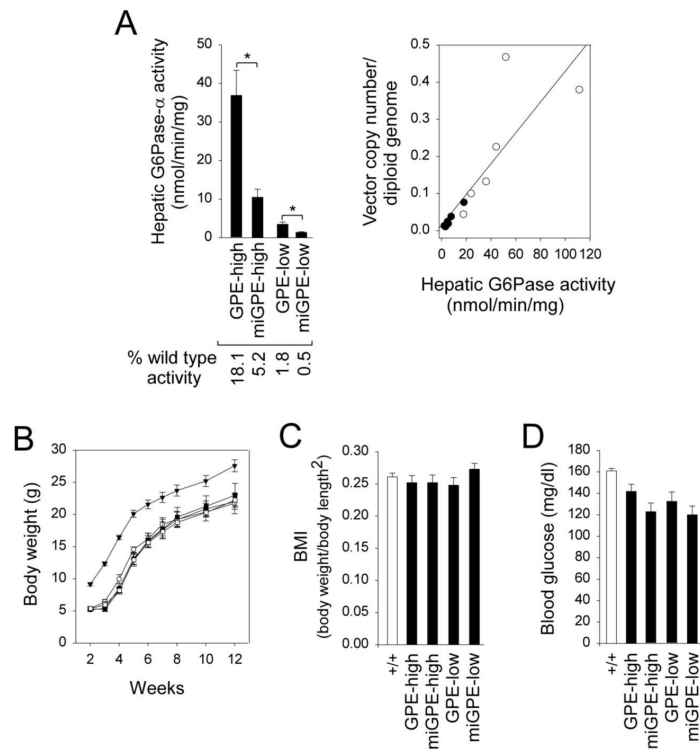 A
Hepatic G6Pase-α activity
(nmol/min/mg)
50
40
30
20
10
0
*
*
GPE-high
miGPE-high
GPE-low
miGPE-low
% wild type
activity
18.1
5.2
1.8
0.5
Vector copy number/
diploid genome
0.5
0.4
0.3
0.2
0.1
0.0
0 20 40 60 80 100 120
Hepatic G6Pase activity
(nmol/min/mg)
B
Body weight (g)
30
25
20
15
10
5
0
2 4 6 8 10 12
Weeks
C
BMI
(body weight/body length²)
0.30
0.25
0.20
0.15
0.10
0.05
0.00
+/+
GPE-high
miGPE-high
GPE-low
miGPE-low
D
Blood glucose (mg/dl)
180
160
140
120
100
80
60
40
20
0
+/+
GPE-high
miGPE-high
GPE-low
miGPE-low